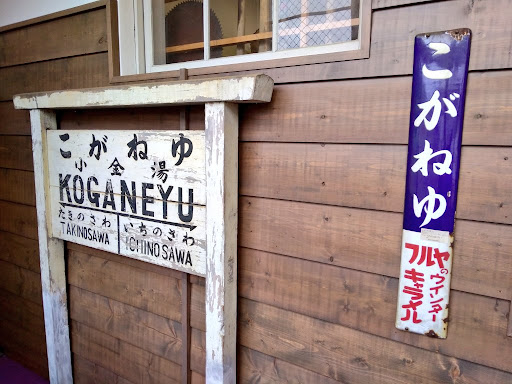 こがねゆ
小金湯
KOGANEYU
たきのさわ
TAKINOSAWA
いちのさわ
ICHINOSAWA
こがねゆ
フルヤの
ウインター
キャラメル